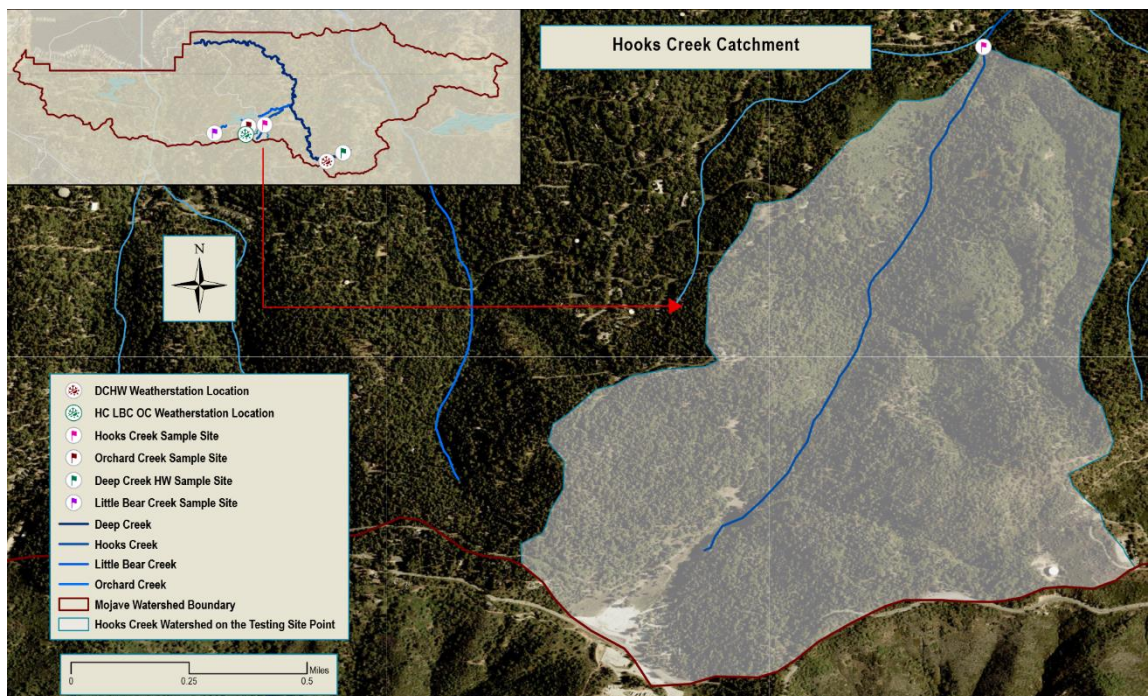 Hooks Creek Catchment
N
DCHW Weatherstation Location
HC LBC OC Weatherstation Location
Hooks Creek Sample Site
Orchard Creek Sample Site
Deep Creek HW Sample Site
Little Bear Creek Sample Site
Deep Creek
Hooks Creek
Little Bear Creek
Orchard Creek
Mojave Watershed Boundary
Hooks Creek Watershed on the Testing Site Point
Miles
0 0.25 0.5